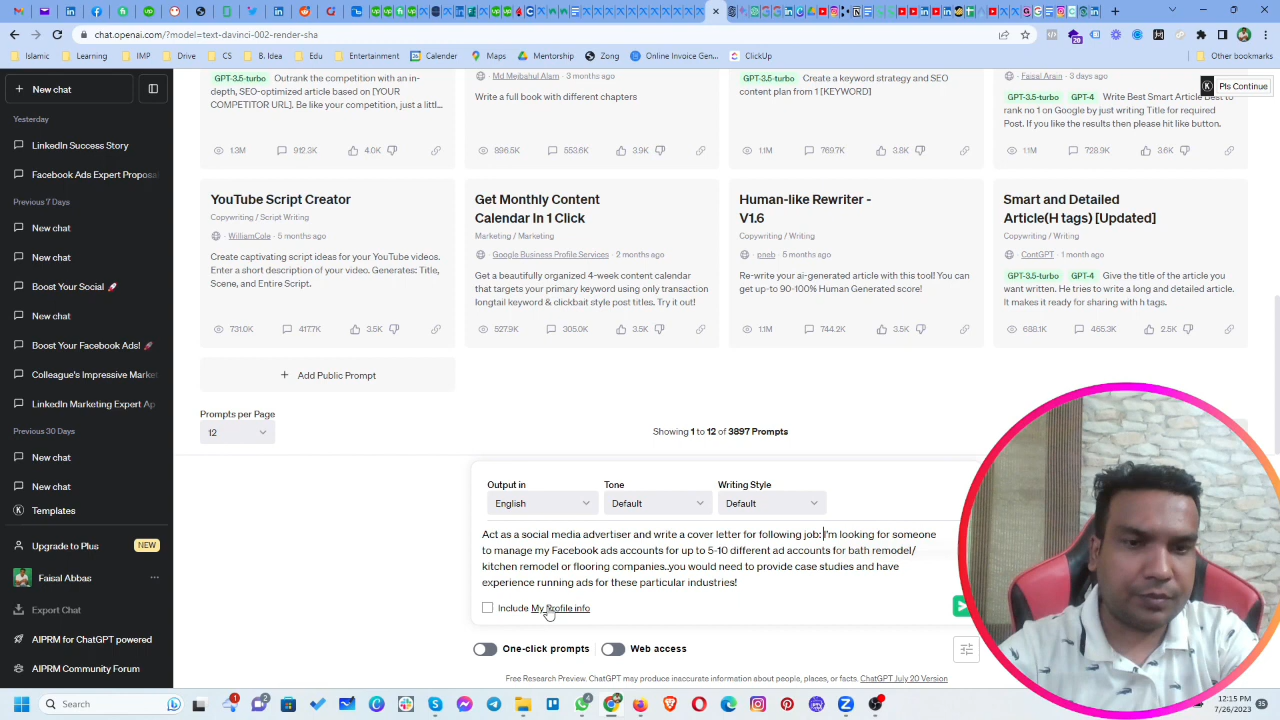 chat.openai.com/?model=text-davinci-002-render-sha
Islamic
Learning
IMP
Drive
CS
Edu
Entertainment
Calender
Maps
Mentorship
Zong
Online Invoice Gen...
ClickUp
Other bookmarks
New chat
Yesterday
LinkedIn Success Story
Facebook Ads Expert Proposa
Previous 7 Days
New chat
New chat
Boost Your Social 🚀
New chat
Boost Your Facebook Ads! 🚀
Colleague's Impressive Market
LinkedIn Marketing Expert Ap
Previous 30 Days
New chat
New chat
Templates
Upgrade to Plus NEW
Faisal Abbas ...
Export Chat
AIPRM for ChatGPT powered
AIPRM Community Forum
GPT-3.5-turbo Outrank the competition with an in-
depth, SEO-optimized article based on [YOUR
COMPETITOR URL]. Be like your competition, just a littl...
1.3M 912.3K 4.0K
Md Mejbahul Alam · 3 months ago
Write a full book with different chapters
896.5K 553.6K 3.9K
GPT-3.5-turbo Create a keyword strategy and SEO
content plan from 1 [KEYWORD]
1.1M 769.7K 3.8K
Faisal Arain · 3 days ago
GPT-3.5-turbo GPT-4 Write Best Smart Article Best to
rank no 1 on Google by just writing Title for required
Post. If you like the results then please hit like button.
1.1M 728.9K 3.6K
Pls Continue
YouTube Script Creator
Copywriting / Script Writing
· WilliamCole · 5 months ago
Create captivating script ideas for your YouTube videos.
Enter a short description of your video. Generates: Title,
Scene, and Entire Script.
731.0K 417.7K 3.5K
Get Monthly Content
Calendar In 1 Click
Marketing / Marketing
· Google Business Profile Services · 2 months ago
Get a beautifully organized 4-week content calendar
that targets your primary keyword using only transaction
longtail keyword & clickbait style post titles. Try it out!
527.9K 305.0K 3.5K
Human-like Rewriter -
V1.6
Copywriting / Writing
· pneb · 5 months ago
Re-write your ai-generated article with this tool! You can
get up-to 90-100% Human Generated score!
1.1M 744.2K 3.5K
Smart and Detailed
Article(H tags) [Updated]
Copywriting / Writing
· ContGPT · 1 month ago
GPT-3.5-turbo GPT-4 Give the title of the article you
want written. He tries to write a long and detailed article.
It makes it ready for sharing with h tags.
688.1K 465.3K 2.5K
Add Public Prompt
Prompts per Page
12
Showing 1 to 12 of 3897 Prompts
Output in Tone Writing Style
English Default Default
Act as a social media advertiser and write a cover letter for following job: I'm looking for someone
to manage my Facebook ads accounts for up to 5-10 different ad accounts for bath remodel/
kitchen remodel or flooring companies..you would need to provide case studies and have
experience running ads for these particular industries!
Include My Profile info
One-click prompts Web access
Free Research Preview. ChatGPT may produce inaccurate information about people, places, or facts. ChatGPT July 20 Version
Search
12:15 PM
7/26/2023